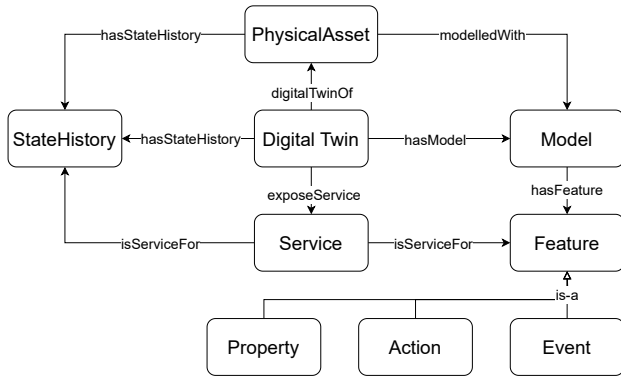 hasStateHistory
PhysicalAsset
modelledWith
digitalTwinOf
StateHistory
hasStateHistory
Digital Twin
hasModel
Model
exposeService
hasFeature
isServiceFor
Service
isServiceFor
Feature
is-a
Property
Action
Event